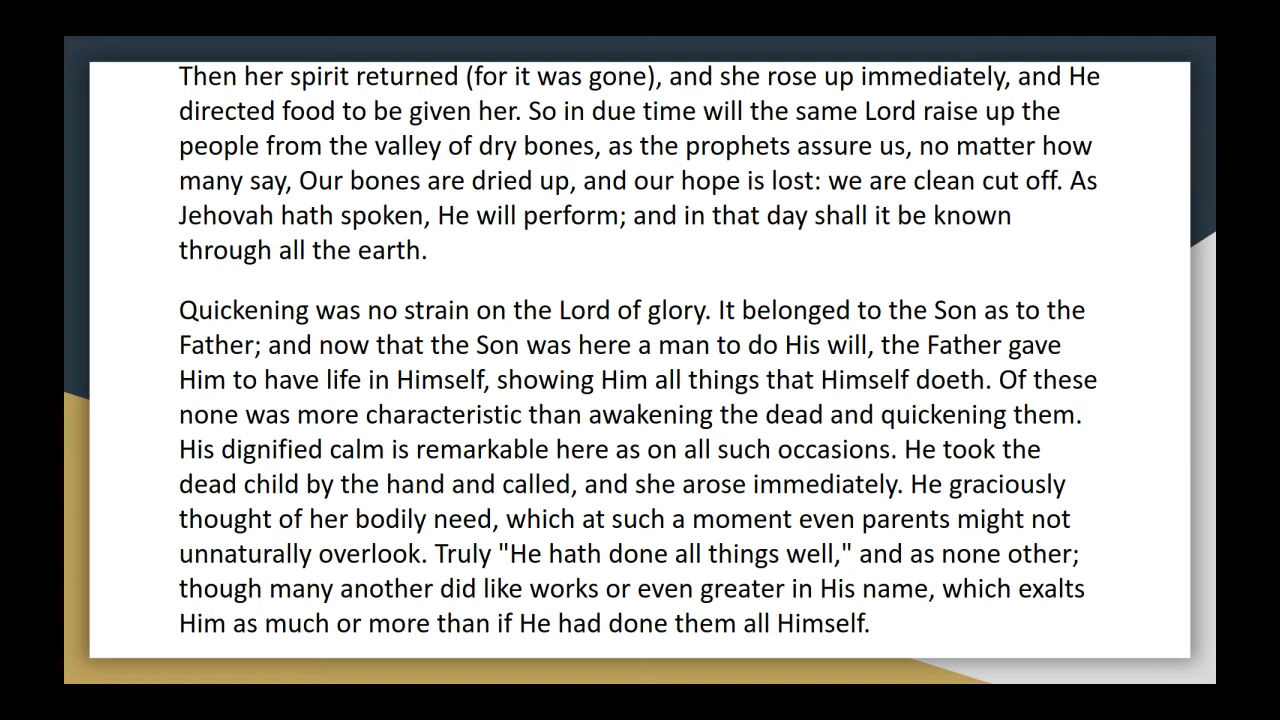 Then her spirit returned (for it was gone), and she rose up immediately, and He
directed food to be given her. So in due time will the same Lord raise up the
people from the valley of dry bones, as the prophets assure us, no matter how
many say, Our bones are dried up, and our hope is lost: we are clean cut off. As
Jehovah hath spoken, He will perform; and in that day shall it be known
through all the earth.
Quickening was no strain on the Lord of glory. It belonged to the Son as to the
Father; and now that the Son was here a man to do His will, the Father gave
Him to have life in Himself, showing Him all things that Himself doeth. Of these
none was more characteristic than awakening the dead and quickening them.
His dignified calm is remarkable here as on all such occasions. He took the
dead child by the hand and called, and she arose immediately. He graciously
thought of her bodily need, which at such a moment even parents might not
unnaturally overlook. Truly "He hath done all things well," and as none other;
though many another did like works or even greater in His name, which exalts
Him as much or more than if He had done them all Himself.